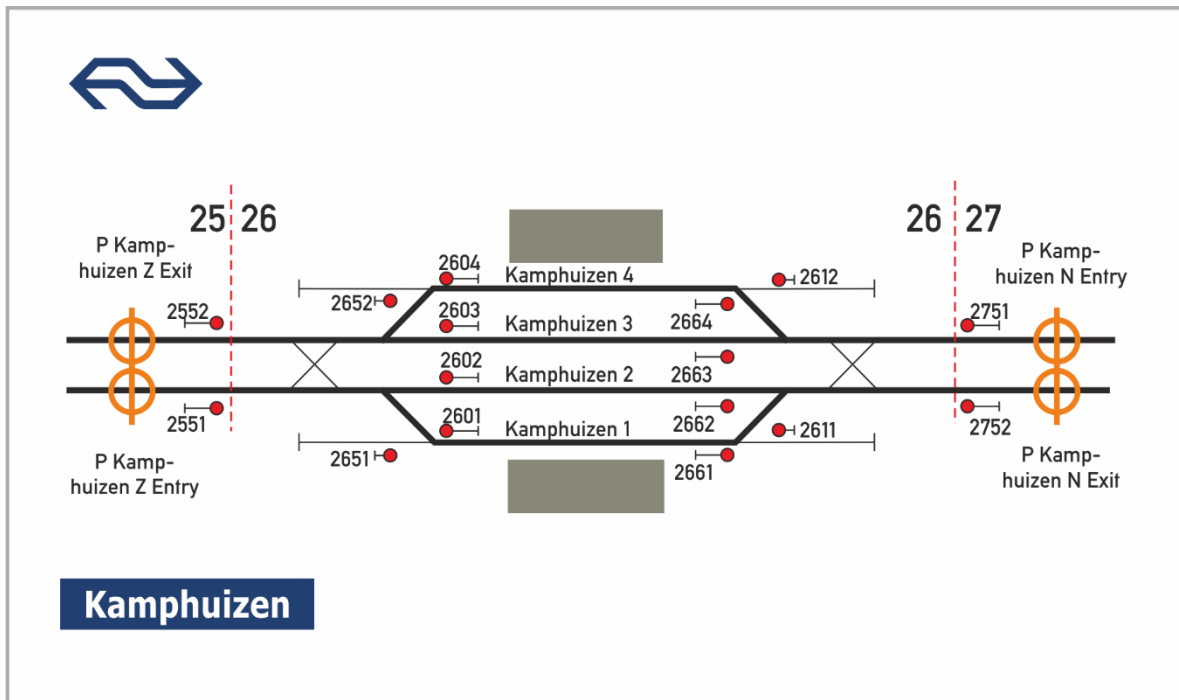 25 26
26 27
P Kamp-
huizen Z Exit
P Kamp-
huizen N Entry
2604
Kamphuizen 4
2612
2652
2664
2552
2603
Kamphuizen 3
2751
2602
Kamphuizen 2
2663
2551
2601
Kamphuizen 1
2662
2611
2752
2651
2661
P Kamp-
huizen Z Entry
P Kamp-
huizen N Exit
Kamphuizen